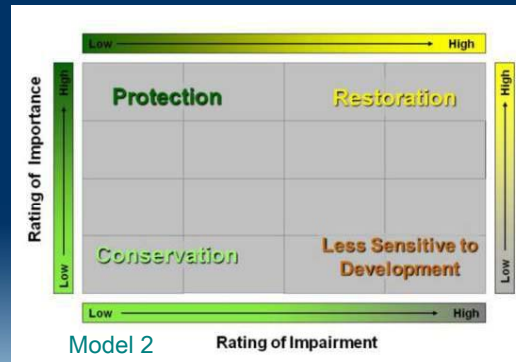 Low High
High
Rating of Importance
Low
Protection Restoration
Conservation
Less Sensitive to
Development
High
Low
Low High
Model 2
Rating of Impairment